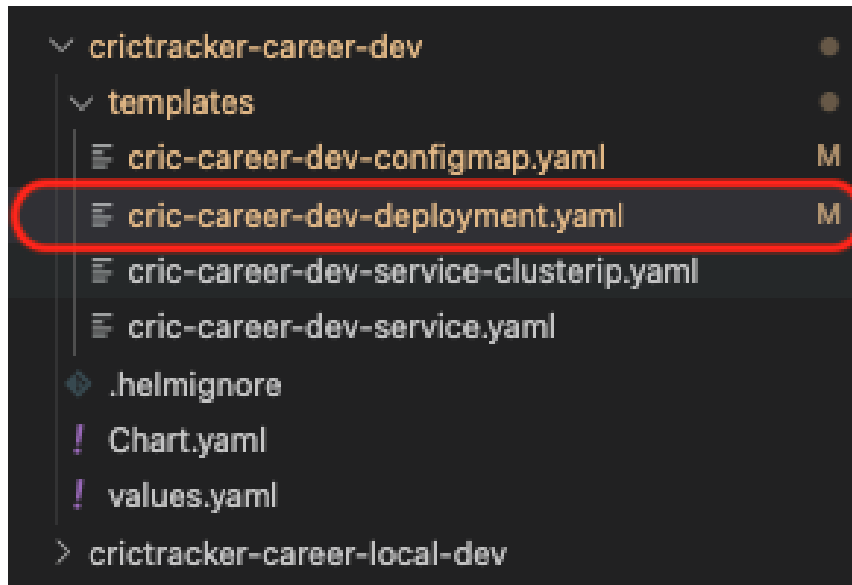 crictracker-career-dev
templates
cric-career-dev-configmap.yaml M
cric-career-dev-deployment.yaml M
cric-career-dev-service-clusterip.yaml
cric-career-dev-service.yaml
.helmignore
! Chart.yaml
! values.yaml
crictracker-career-local-dev